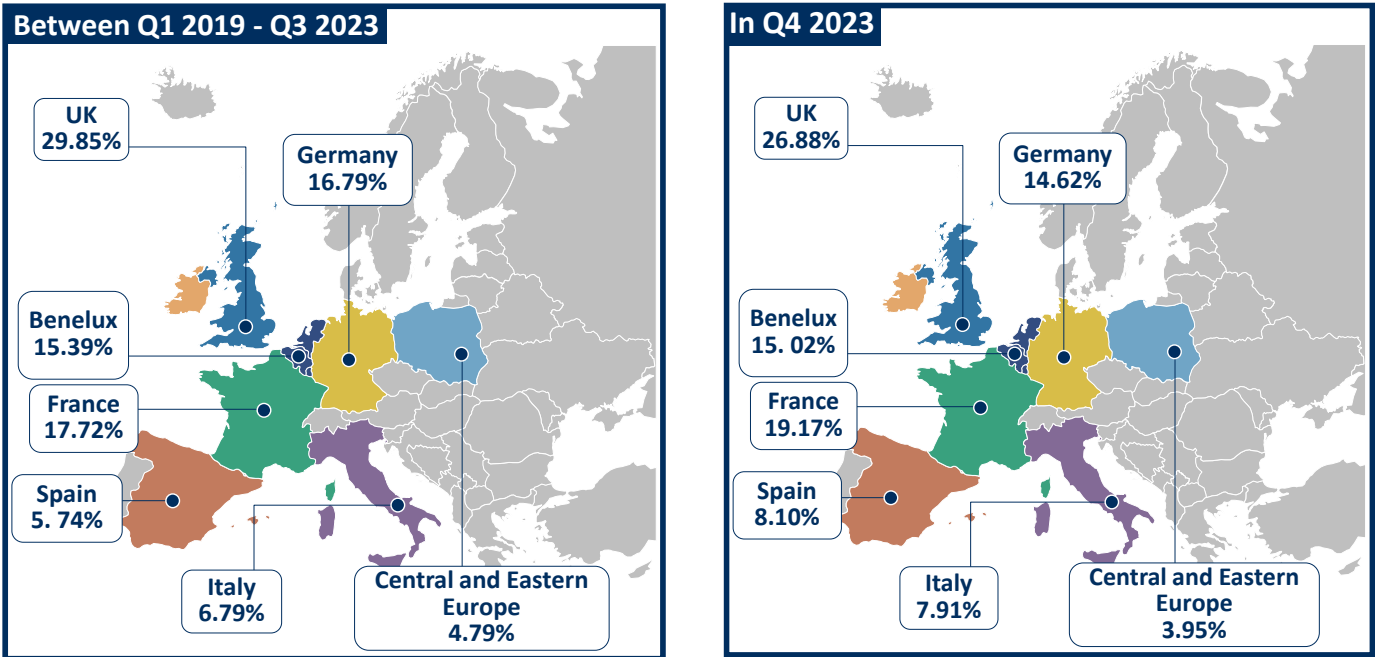 Between Q1 2019 - Q3 2023
UK
29.85%
Germany
16.79%
Benelux
15.39%
France
17.72%
Spain
5. 74%
Italy
6.79%
Central and Eastern
Europe
4.79%
In Q4 2023
UK
26.88%
Germany
14.62%
Benelux
15. 02%
France
19.17%
Spain
8.10%
Italy
7.91%
Central and Eastern
Europe
3.95%